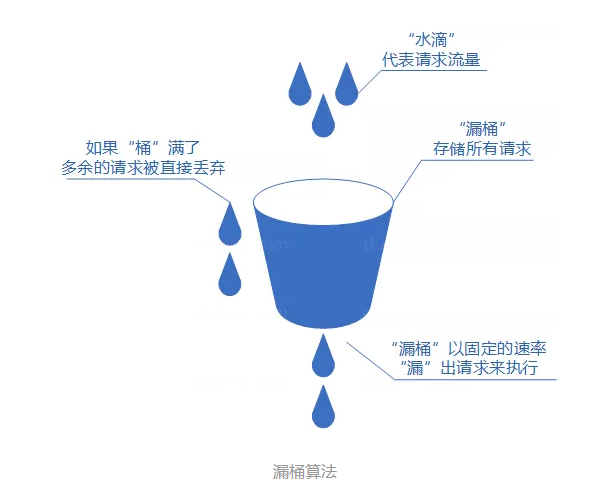 “水滴”
代表请求流量
“漏桶”
存储所有请求
如果“桶”满了
多余的请求被直接丢弃
“漏桶”以固定的速率
“漏”出请求来执行
漏桶算法